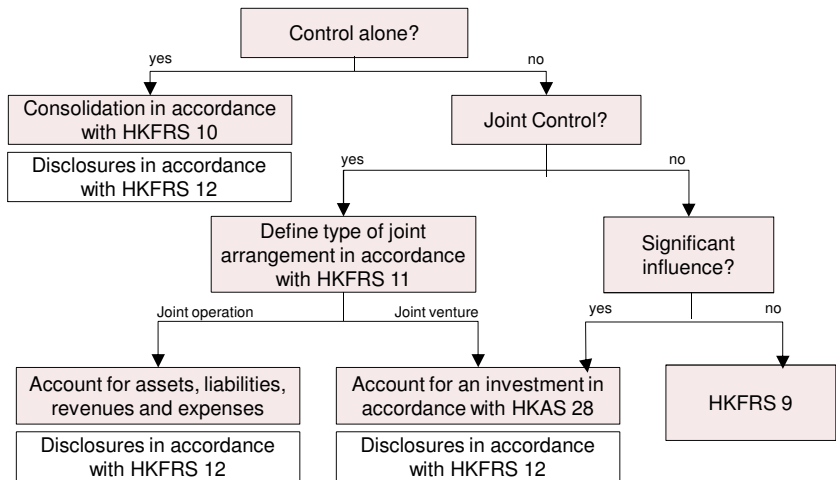 Control alone?
yes
no
Consolidation in accordance
with HKFRS 10
Joint Control?
Disclosures in accordance
with HKFRS 12
yes
no
Define type of joint
arrangement in accordance
with HKFRS 11
Significant
influence?
Joint operation
Joint venture
yes
no
Account for assets, liabilities,
revenues and expenses
Account for an investment in
accordance with HKAS 28
HKFRS 9
Disclosures in accordance
with HKFRS 12
Disclosures in accordance
with HKFRS 12